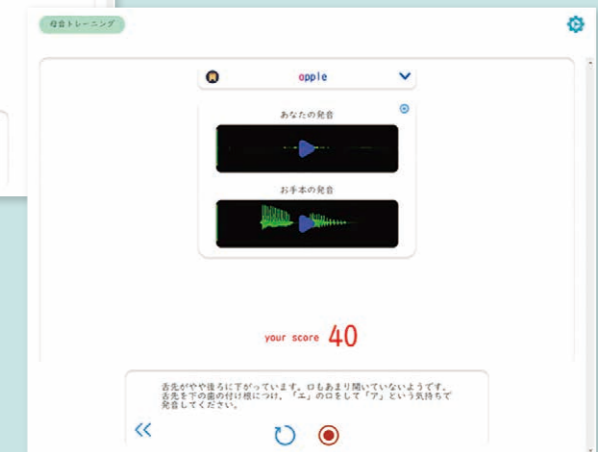 母音トレーニング
apple
あなたの発音
お手本の発音
your score 40
舌先がやや後ろに下がっています。口もあまり開いていないようです。
舌先を下の歯の付け根につけ、「エ」の口をして「ア」という気持ちで
発音してください。